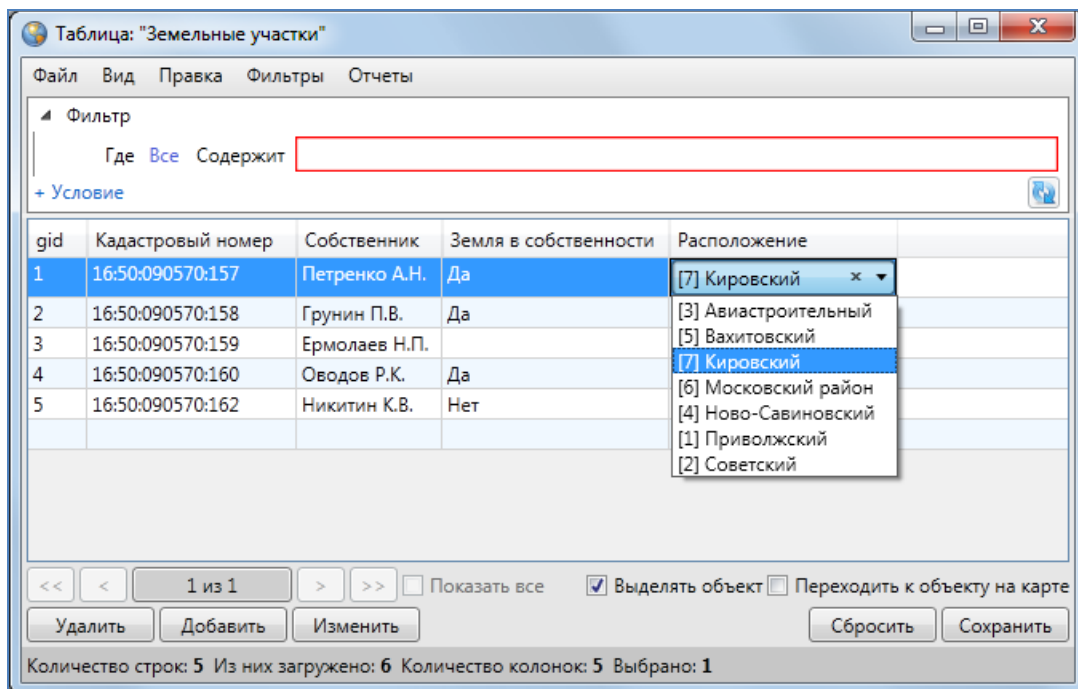 Таблица: "Земельные участки"
Файл Вид Правка Фильтры Отчеты
Фильтр
Где Все Содержит
+ Условие
gid Кадастровый номер Собственник Земля в собственности Расположение
1 16:50:090570:157 Петренко А.Н. Да [7] Кировский
2 16:50:090570:158 Грунин П.В. Да [3] Авиастроительный
3 16:50:090570:159 Ермолаев Н.П. [5] Вахитовский
[7] Кировский
4 16:50:090570:160 Оводов Р.К. Да [6] Московский район
5 16:50:090570:162 Никитин К.В. Нет [4] Ново-Савиновский
[1] Приволжский
[2] Советский
<< < 1 из 1 > >> Показать все Выделять объект Переходить к объекту на карте
Удалить Добавить Изменить Сбросить Сохранить
Количество строк: 5 Из них загружено: 6 Количество колонок: 5 Выбрано: 1